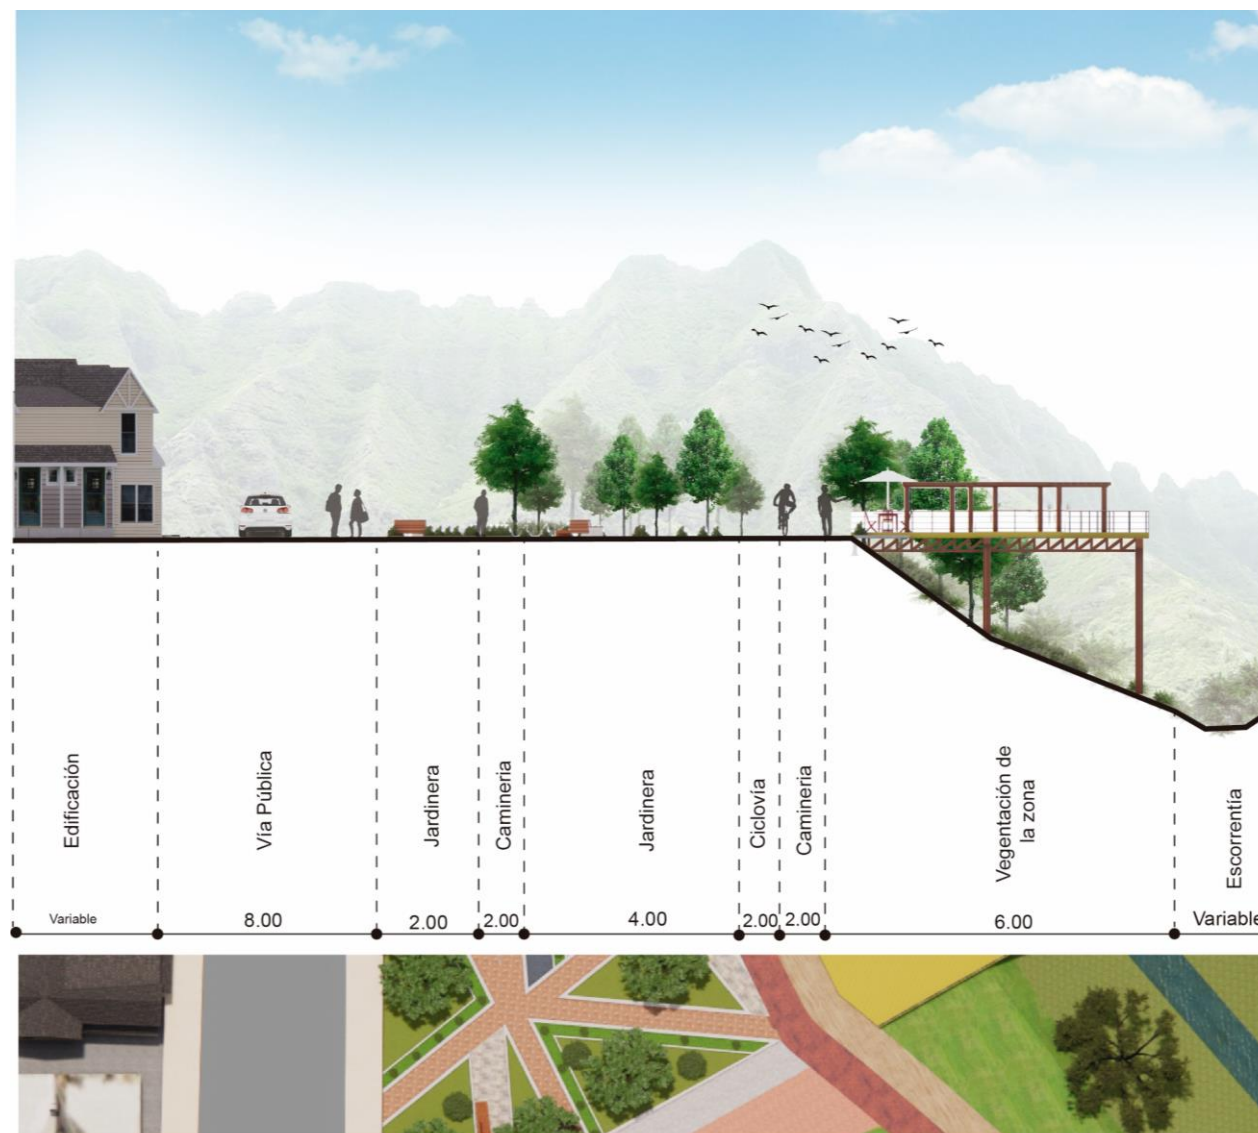 Edificación
Vía Pública
Jardinera
Camineria
Jardinera
Ciclovía
Camineria
Vegentación de
la zona
Escorrentía
Variable
8.00
2.00
2.00
4.00
2.00
2.00
6.00
Variable